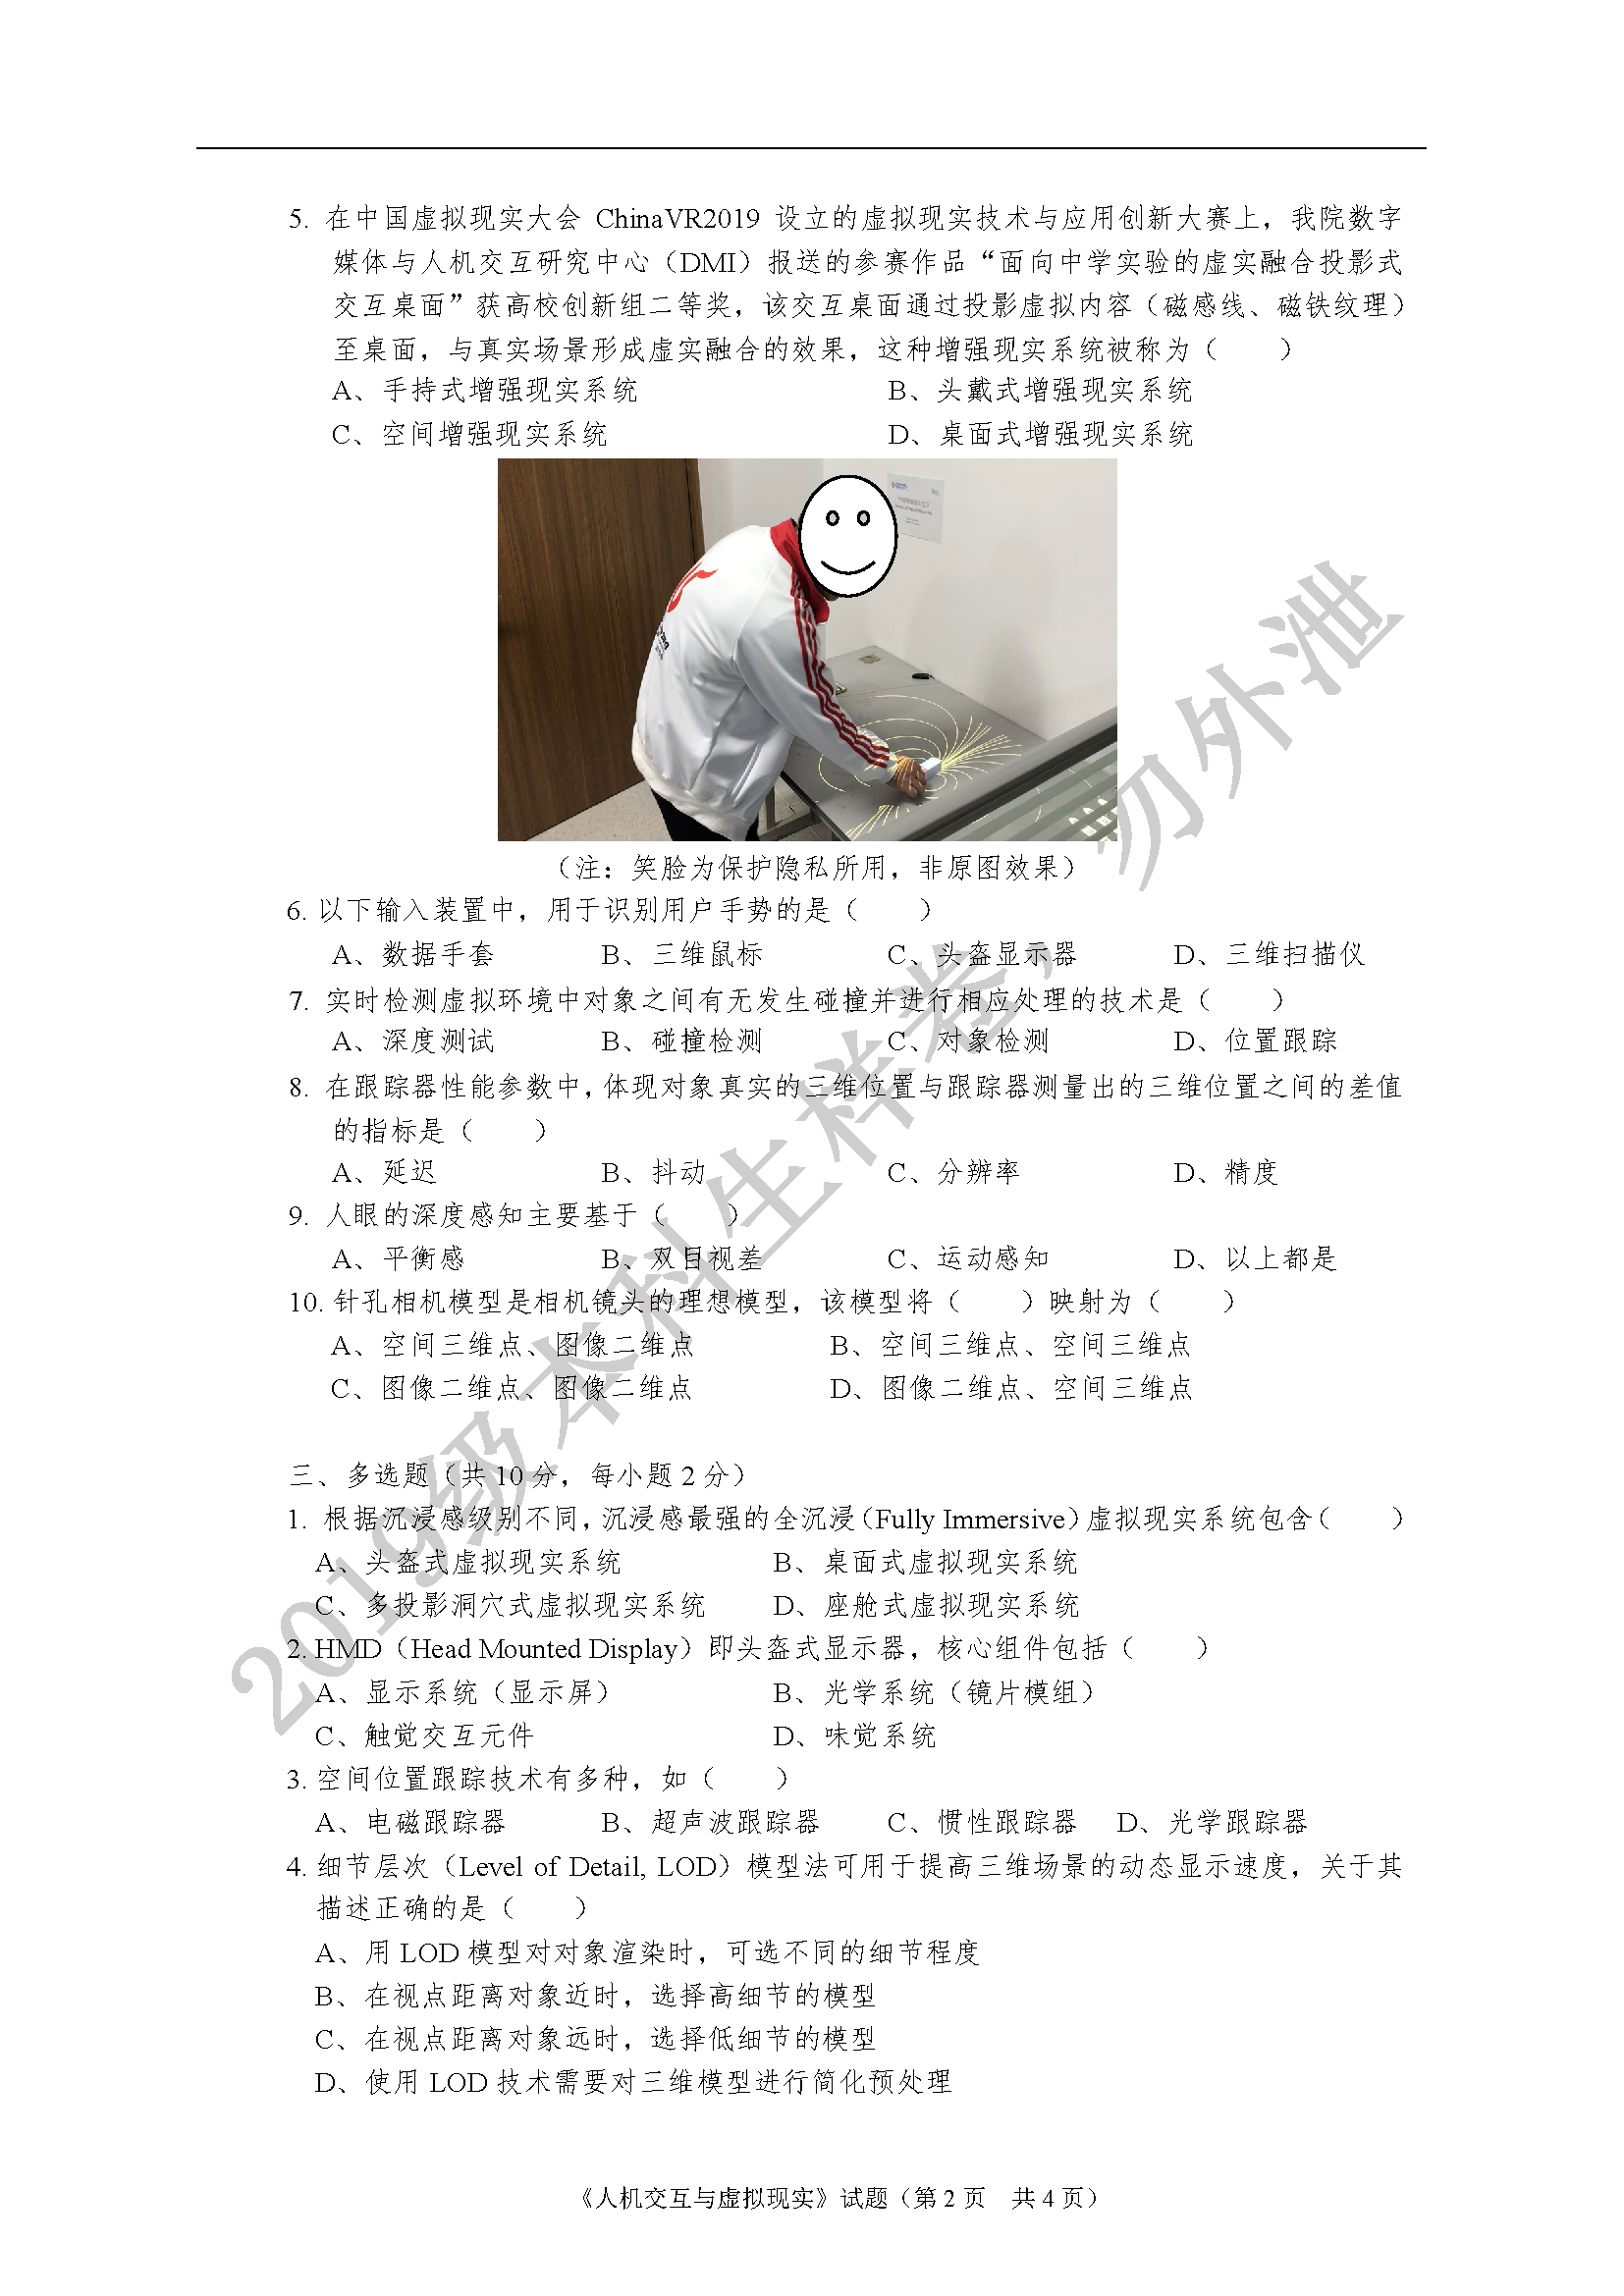 5. 在中国虚拟现实大会 ChinaVR2019 设立的虚拟现实技术与应用创新大赛上，我院数字
媒体与人机交互研究中心（DMI）报送的参赛作品“面向中学实验的虚实融合投影式
交互桌面”获高校创新组二等奖，该交互桌面通过投影虚拟内容（磁感线、磁铁纹理）
至桌面，与真实场景形成虚实融合的效果，这种增强现实系统被称为（　　）
A、手持式增强现实系统　　B、头戴式增强现实系统
C、空间增强现实系统　　D、桌面式增强现实系统
（注：笑脸为保护隐私所用，非原图效果）
6. 以下输入装置中，用于识别用户手势的是（　　）
A、数据手套　　B、三维鼠标　　C、头盔显示器　　D、三维扫描仪
7. 实时检测虚拟环境中对象之间有无发生碰撞并进行相应处理的技术是（　　）
A、深度测试　　B、碰撞检测　　C、对象检测　　D、位置跟踪
8. 在跟踪器性能参数中，体现对象真实的三维位置与跟踪器测量出的三维位置之间的差值
的指标是（　　）
A、延迟　　B、抖动　　C、分辨率　　D、精度
9. 人眼的深度感知主要基于（　　）
A、平衡感　　B、双目视差　　C、运动感知　　D、以上都是
10. 针孔相机模型是相机镜头的理想模型，该模型将（　　）映射为（　　）
A、空间三维点、图像二维点　　B、空间三维点、空间三维点
C、图像二维点、图像二维点　　D、图像二维点、空间三维点
三、多选题（共 10 分，每小题 2 分）
1. 根据沉浸感级别不同，沉浸感最强的全沉浸（Fully Immersive）虚拟现实系统包含（　　）
A、头盔式虚拟现实系统　　B、桌面式虚拟现实系统
C、多投影洞穴式虚拟现实系统　　D、座舱式虚拟现实系统
2. HMD（Head Mounted Display）即头盔式显示器，核心组件包括（　　）
A、显示系统（显示屏）　　B、光学系统（镜片模组）
C、触觉交互元件　　D、味觉系统
3. 空间位置跟踪技术有多种，如（　　）
A、电磁跟踪器　　B、超声波跟踪器　　C、惯性跟踪器　　D、光学跟踪器
4. 细节层次（Level of Detail, LOD）模型法可用于提高三维场景的动态显示速度，关于其
描述正确的是（　　）
A、用 LOD 模型对对象渲染时，可选不同的细节程度
B、在视点距离对象近时，选择高细节的模型
C、在视点距离对象远时，选择低细节的模型
D、使用 LOD 技术需要对三维模型进行简化预处理
《人机交互与虚拟现实》试题（第 2 页　共 4 页）
2019级本科生样卷，勿外泄